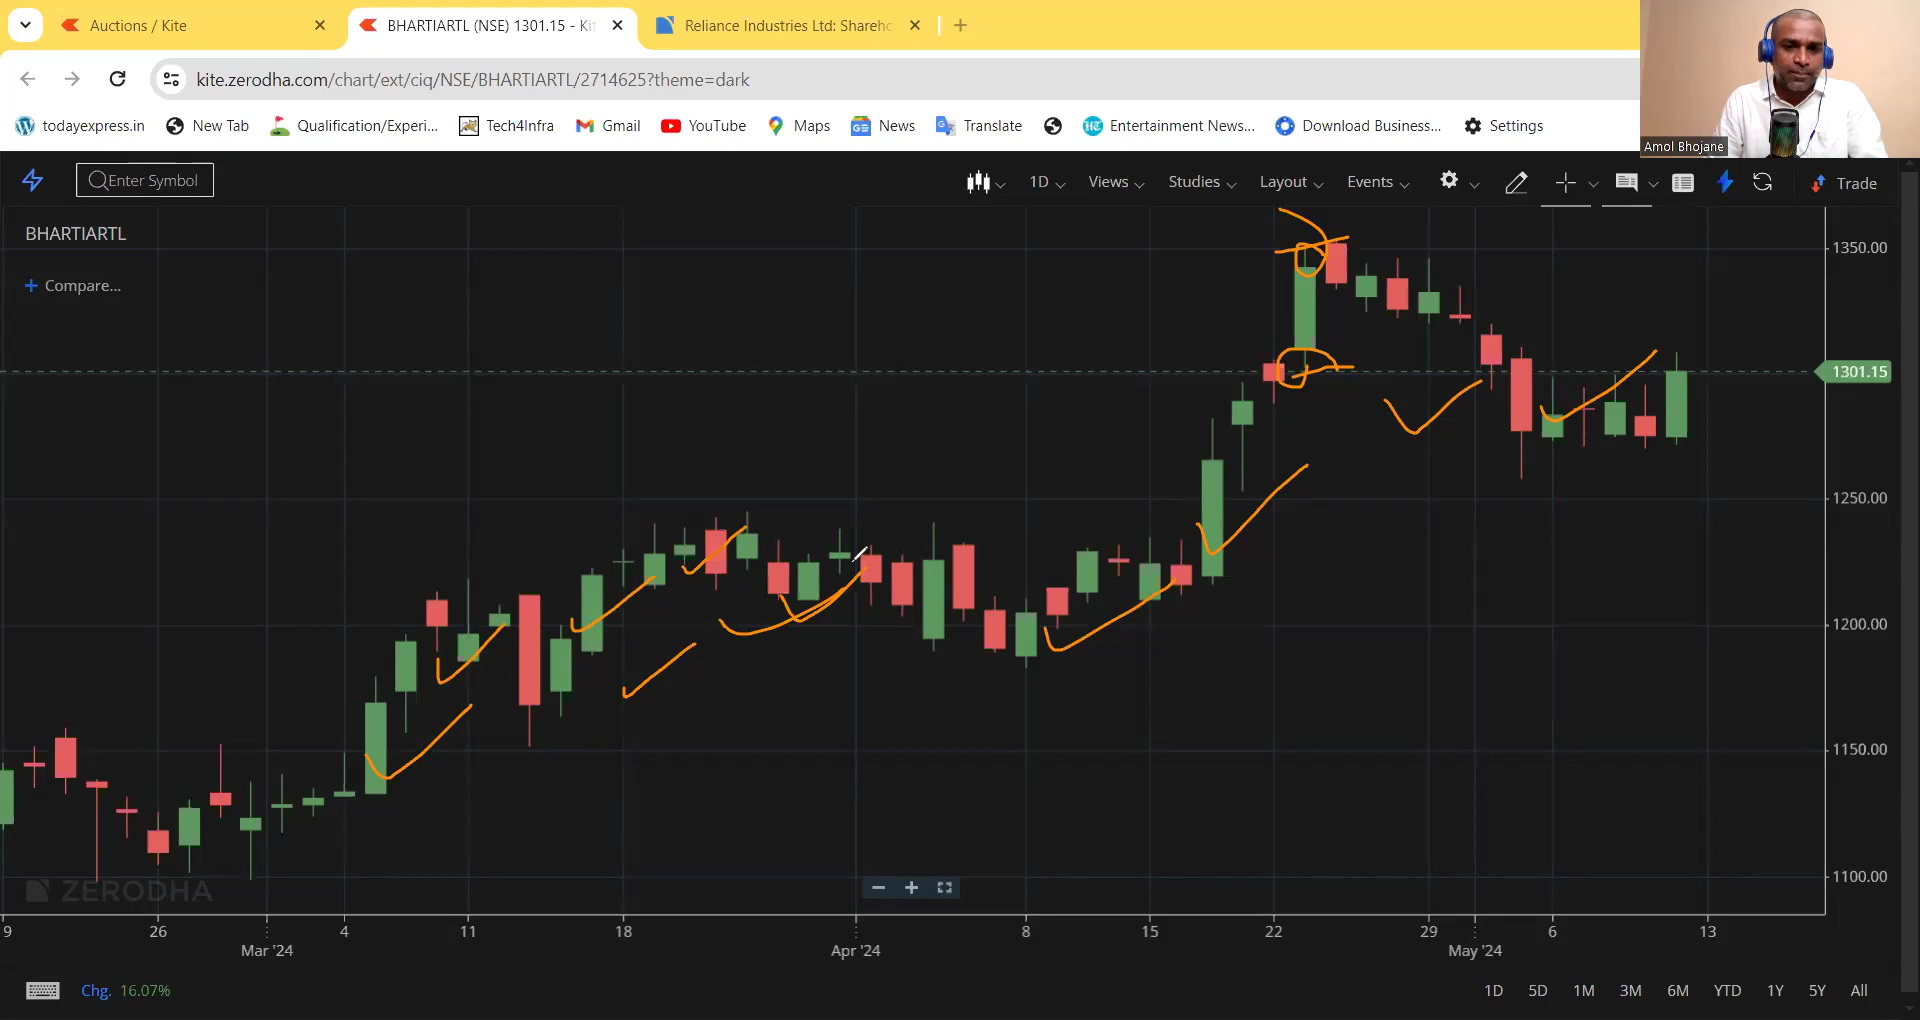 Auctions / Kite
BHARTIARTL (NSE) 1301.15 - Kit
Reliance Industries Ltd: Shareho
kite.zerodha.com/chart/ext/ciq/NSE/BHARTIARTL/2714625?theme=dark
todayexpress.in New Tab Qualification/Experi... Tech4Infra Gmail YouTube Maps News Translate Entertainment News... Download Business... Settings
Amol Bhojane
Enter Symbol 1D Views Studies Layout Events Trade
BHARTIARTL
+ Compare...
1350.00
1301.15
1250.00
1200.00
1150.00
1100.00
ZERODHA
9 26 4 11 18 8 15 22 29 6 13
Mar '24 Apr '24 May '24
Chg. 16.07% 1D 5D 1M 3M 6M YTD 1Y 5Y All